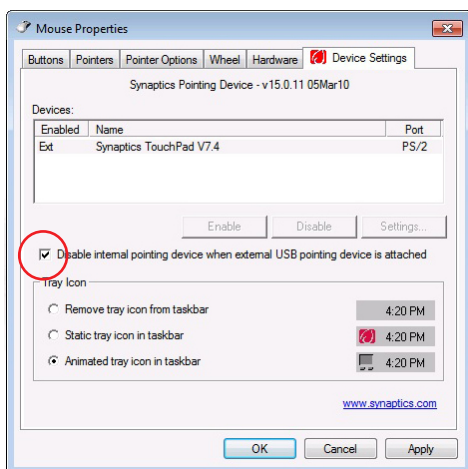 Mouse Properties
Buttons Pointers Pointer Options Wheel Hardware Device Settings
Synaptics Pointing Device - v15.0.11 05Mar10
Devices:
Enabled Name Port
Ext Synaptics TouchPad V7.4 PS/2
Enable Disable Settings...
Disable internal pointing device when external USB pointing device is attached
Tray Icon
Remove tray icon from taskbar 4:20 PM
Static tray icon in taskbar 4:20 PM
Animated tray icon in taskbar 4:20 PM
www.synaptics.com
OK Cancel Apply